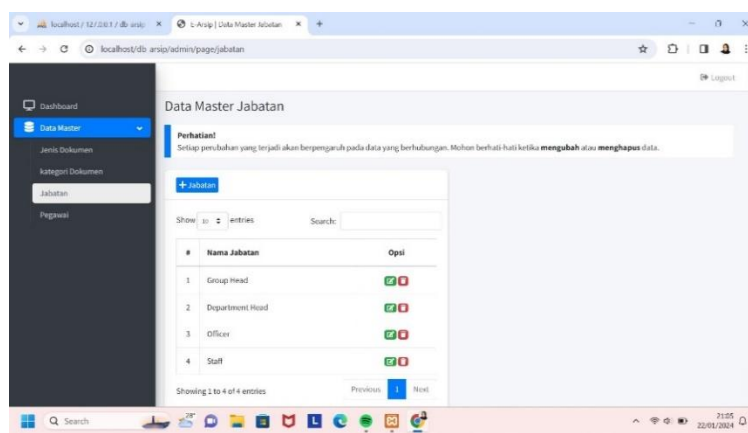 localhost / 127.0.0.1 / db arsip
E-Arsip | Data Master Jabatan
localhost/db arsip/admin/page/jabatan
Logout
Dashboard
Data Master
Jenis Dokumen
kategori Dokumen
Jabatan
Pegawai
Data Master Jabatan
Perhatian!
Setiap perubahan yang terjadi akan berpengaruh pada data yang berhubungan. Mohon berhati-hati ketika mengubah atau menghapus data.
+ Jabatan
Show 10 entries Search:
# Nama Jabatan Opsi
1 Group Head
2 Department Head
3 Officer
4 Staff
Showing 1 to 4 of 4 entries Previous 1 Next
Search
28°
21:05
22/01/2024